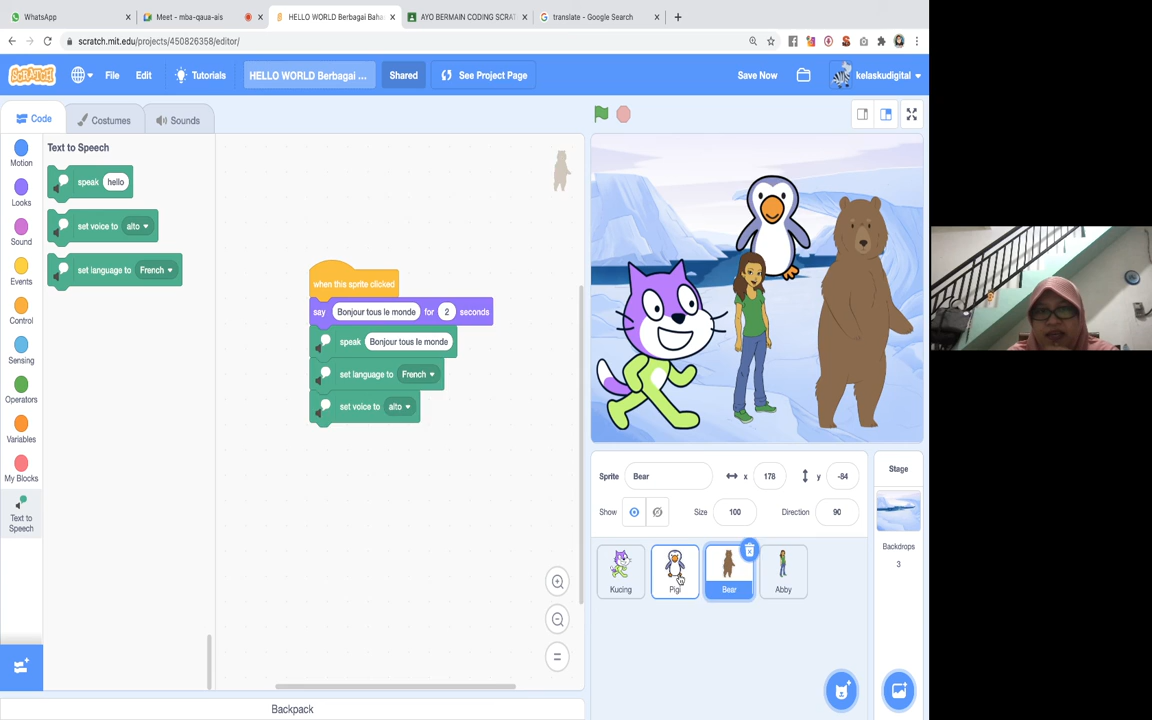 WhatsApp
Meet - mba-qaua-ais
HELLO WORLD Berbagai Baha
AYO BERMAIN CODING SCRAT
translate - Google Search
scratch.mit.edu/projects/450826358/editor/
SCRATCH
File
Edit
Tutorials
HELLO WORLD Berbagai ...
Shared
See Project Page
Save Now
kelaskudigital
Code
Costumes
Sounds
Motion
Looks
Sound
Events
Control
Sensing
Operators
Variables
My Blocks
Text to
Speech
Text to Speech
speak hello
set voice to alto
set language to French
when this sprite clicked
say Bonjour tous le monde for 2 seconds
speak Bonjour tous le monde
set language to French
set voice to alto
Sprite Bear x 178 y -84
Show Size 100 Direction 90
Kucing
Pigi
Bear
Abby
Stage
Backdrops
3
Backpack